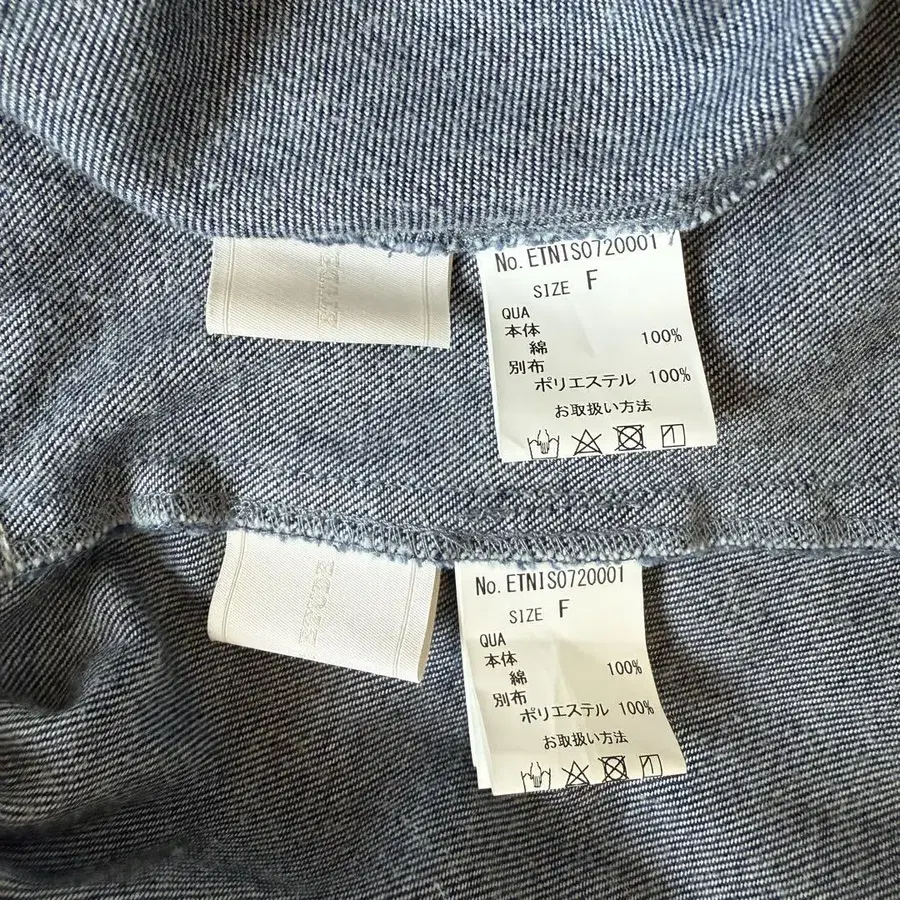 ETUDE
No. ETNIS0720001
SIZE F
QUA
本体
綿 100%
別布
ポリエステル 100%
お取扱い方法
ETUDE
No. ETNIS0720001
SIZE F
QUA
本体
綿 100%
別布
ポリエステル 100%
お取扱い方法